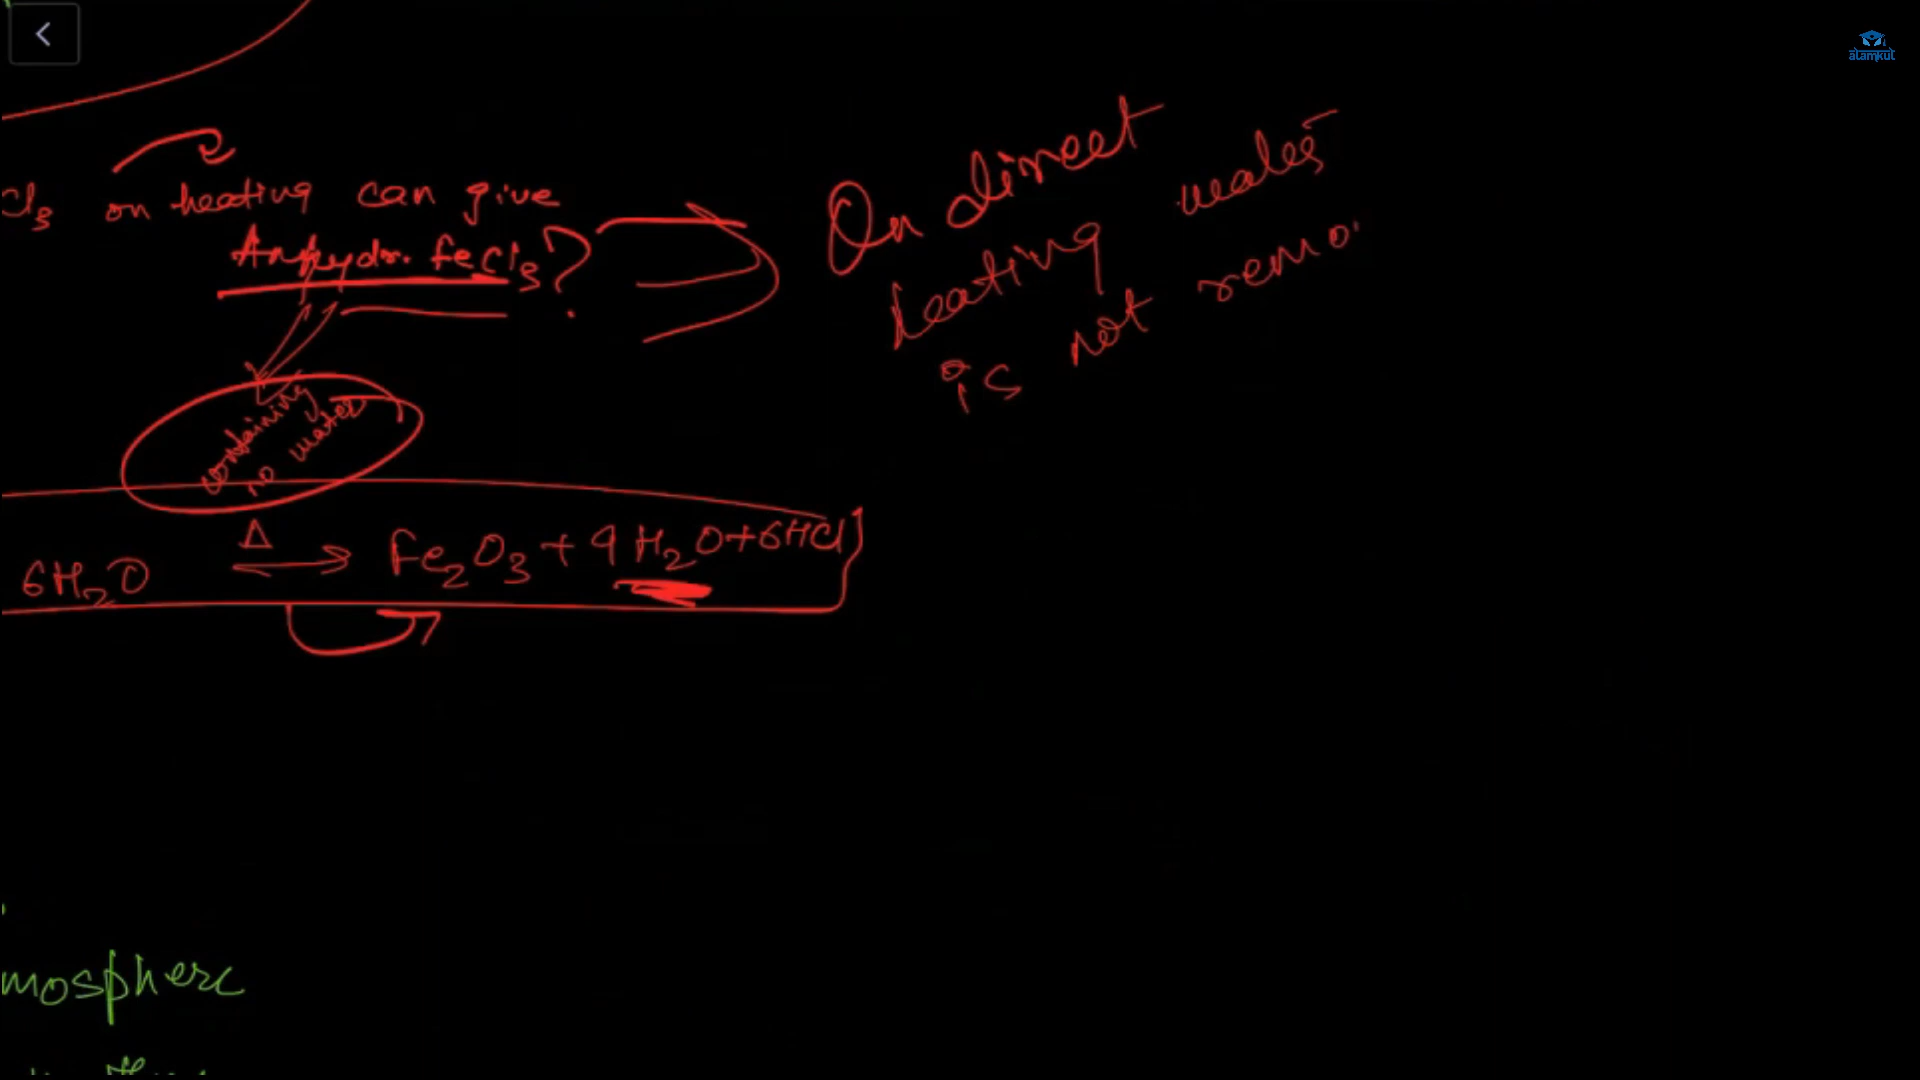 alamkut
Cl3 on heating can give
Anhydr. FeCl3?
containing
no water
On direct
heating water
is not remo
6H2O Δ ⇌ Fe2O3 + 9H2O + 6HCl
mosphere